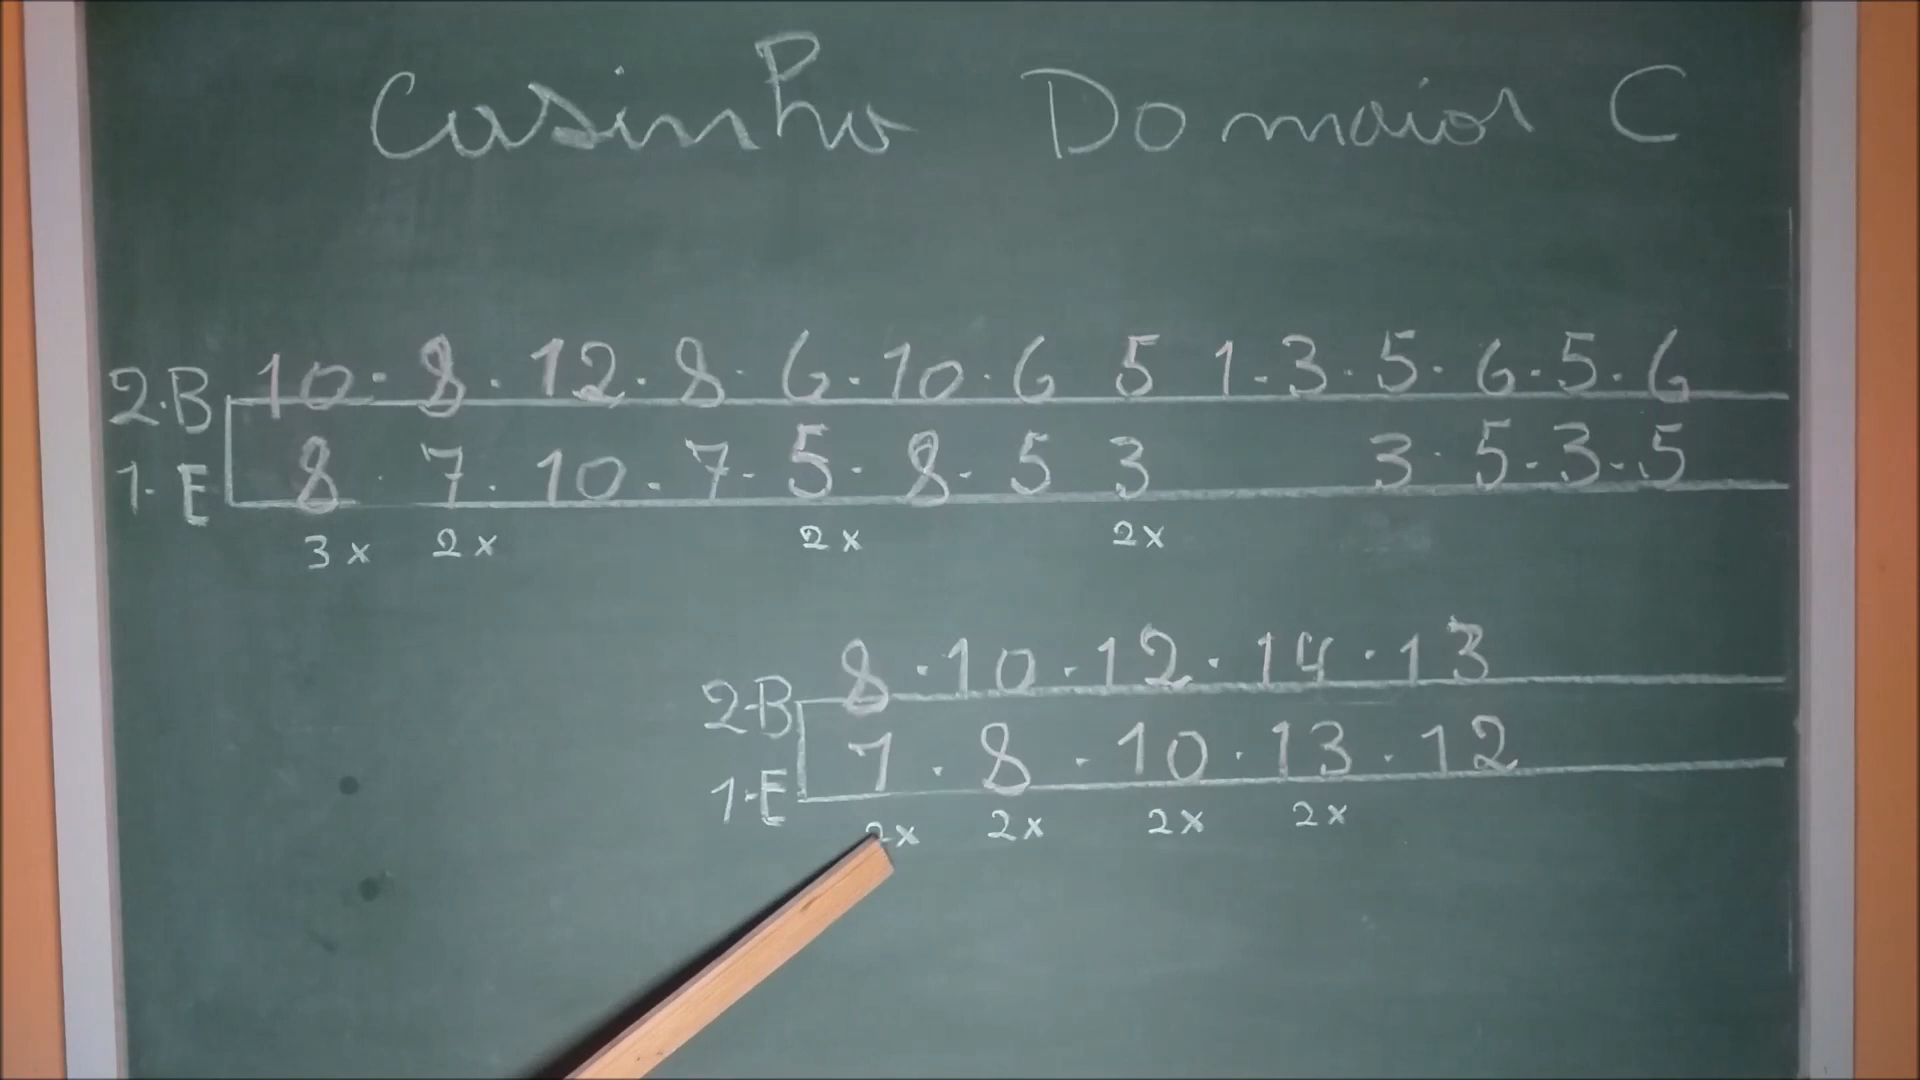 Casinha Do maior C
2.B 10. 8. 12. 8. 6. 10. 6 5 1. 3. 5. 6. 5. 6
1. E 8. 7. 10. 7. 5. 8. 5 3 3. 5. 3. 5
3x 2x 2x 2x
2-B 8. 10. 12. 14. 13
1-E 7. 8. 10. 13. 12
2x 2x 2x 2x